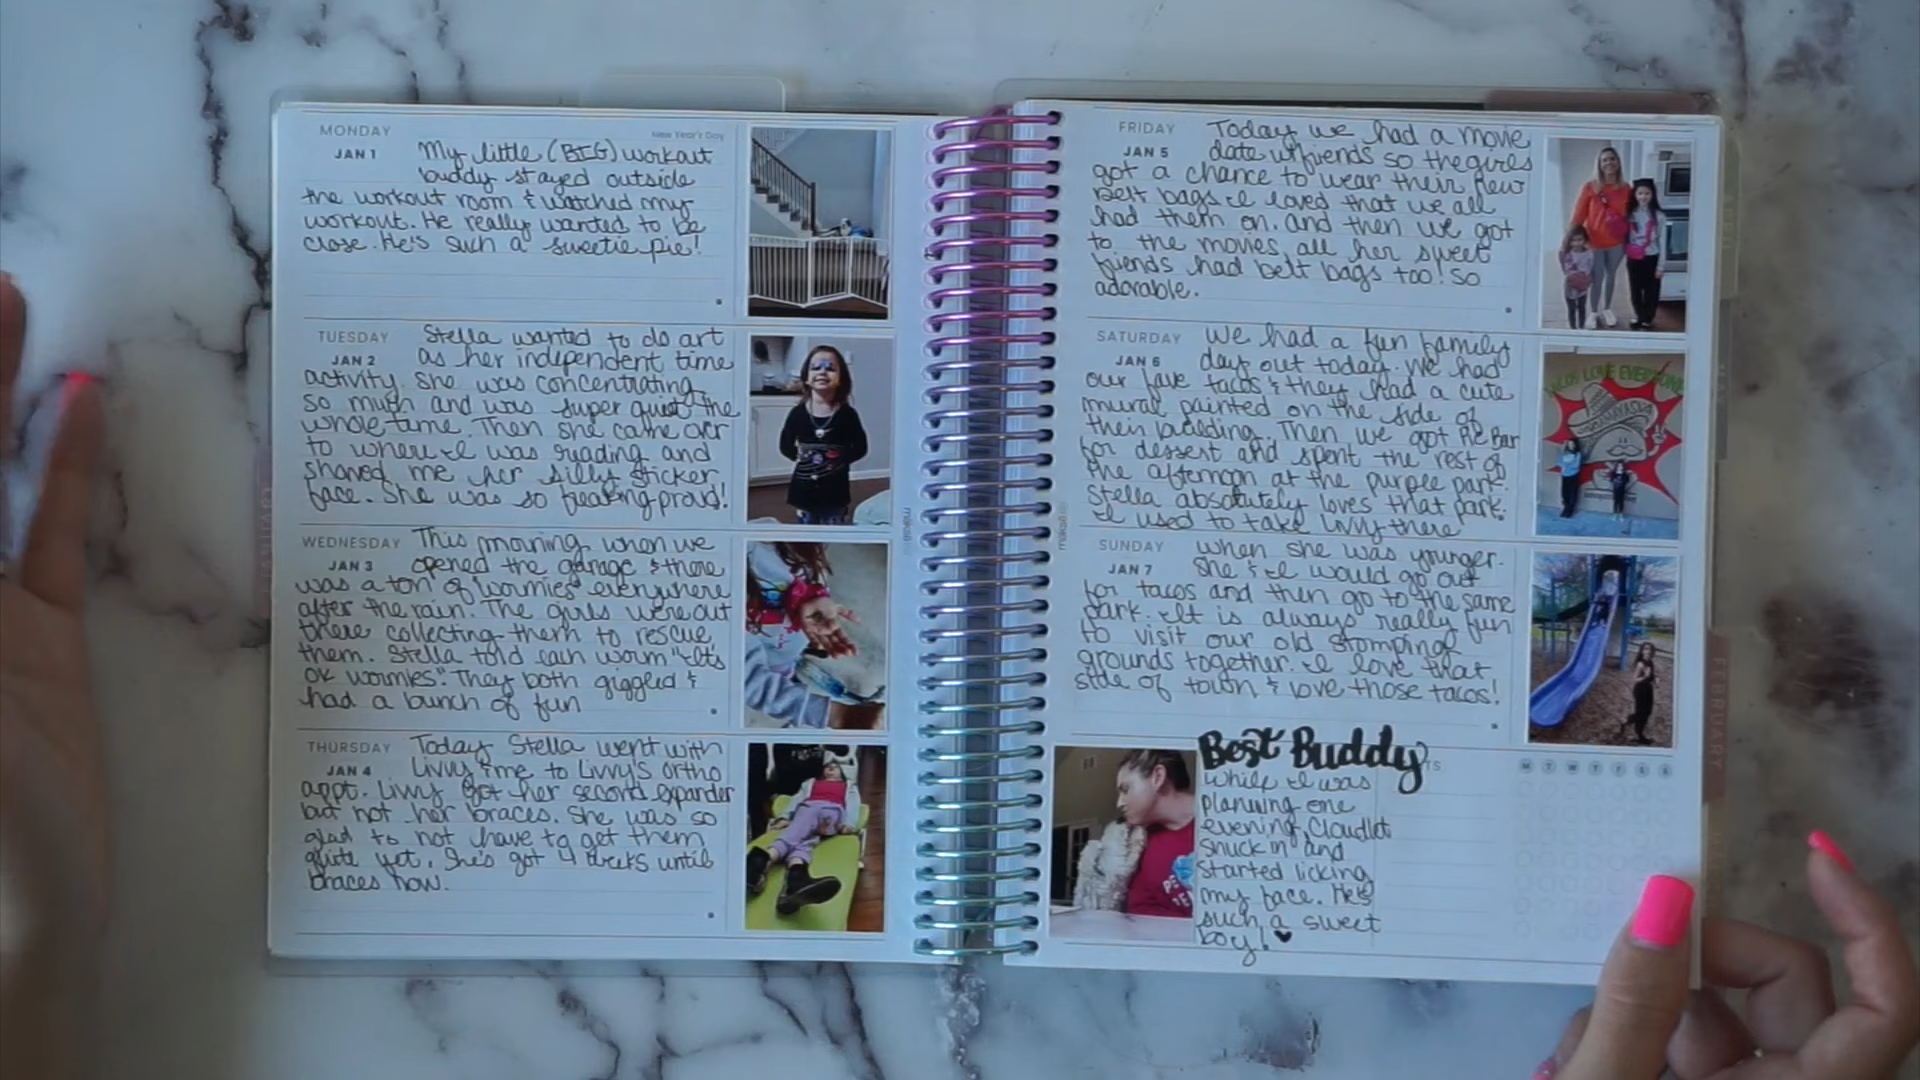 MONDAY
New Year's Day
JAN 1
My little (BIG) workout
buddy stayed outside
the workout room & watched my
workout. He really wanted to be
close. He's such a sweetie pie!
TUESDAY
JAN 2
Stella wanted to do art
as her independent time
activity. She was concentrating
so much and was super quiet the
whole time. Then she came over
to where I was reading and
showed me her silly sticker
face. She was so freaking proud!
WEDNESDAY
JAN 3
This morning when we
opened the garage & there
was a ton of "wormies" everywhere
after the rain. The girls were out
there collecting them to rescue
them. Stella told each worm "It's
OK wormies." They both giggled &
had a bunch of fun
THURSDAY
JAN 4
Today Stella went with
Livvy & me to Livvy's ortho
appt. Livvy got her second expander
but not her braces. She was so
glad to not have to get them
quite yet. She's got 4 weeks until
braces now.
FRIDAY
JAN 5
Today we had a movie
date w/friends so the girls
got a chance to wear their new
belt bags. I loved that we all
had them on. and then we got
to the movies all her sweet
friends had belt bags too! So
adorable.
SATURDAY
JAN 6
We had a fun family
day out today. We had
our fave tacos & they had a cute
mural painted on the side of
their building. Then we got Pie Bar
for dessert and spent the rest of
the afternoon at the purple park.
Stella absolutely loves that park.
I used to take Livvy there
SUNDAY
JAN 7
when she was younger.
She & I would go out
for tacos and then go to the same
park. It is always really fun
to visit our old stomping
grounds together. I love that
side of town & love those tacos!
Best Buddy
While I was
planning one
evening, Cloudlet
snuck in and
started licking
my face. He's
such a sweet
boy! ♥
TS
M T W T F S S
FEBRUARY